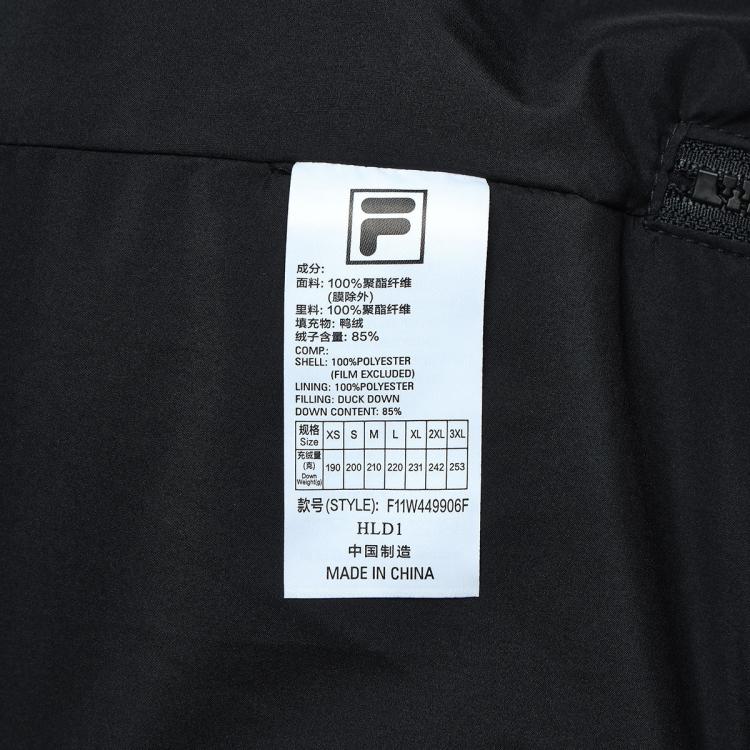 F
成分:
面料: 100%聚酯纤维
(膜除外)
里料: 100%聚酯纤维
填充物: 鸭绒
绒子含量: 85%
COMP.:
SHELL: 100%POLYESTER
(FILM EXCLUDED)
LINING: 100%POLYESTER
FILLING: DUCK DOWN
DOWN CONTENT: 85%
规格 Size XS S M L XL 2XL 3XL
充绒量(克) Down Weight(g) 190 200 210 220 231 242 253
款号(STYLE): F11W449906F
HLD1
中国制造
MADE IN CHINA